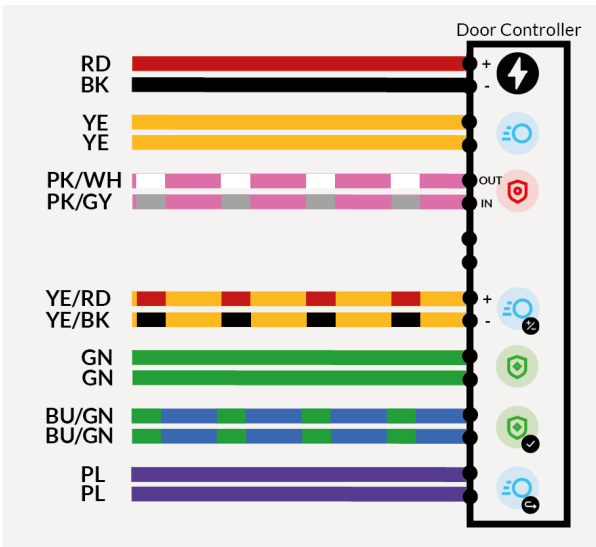 Door Controller
RD +
BK -
YE
YE
PK/WH OUT
PK/GY IN
YE/RD +
YE/BK -
GN
GN
BU/GN
BU/GN
PL
PL